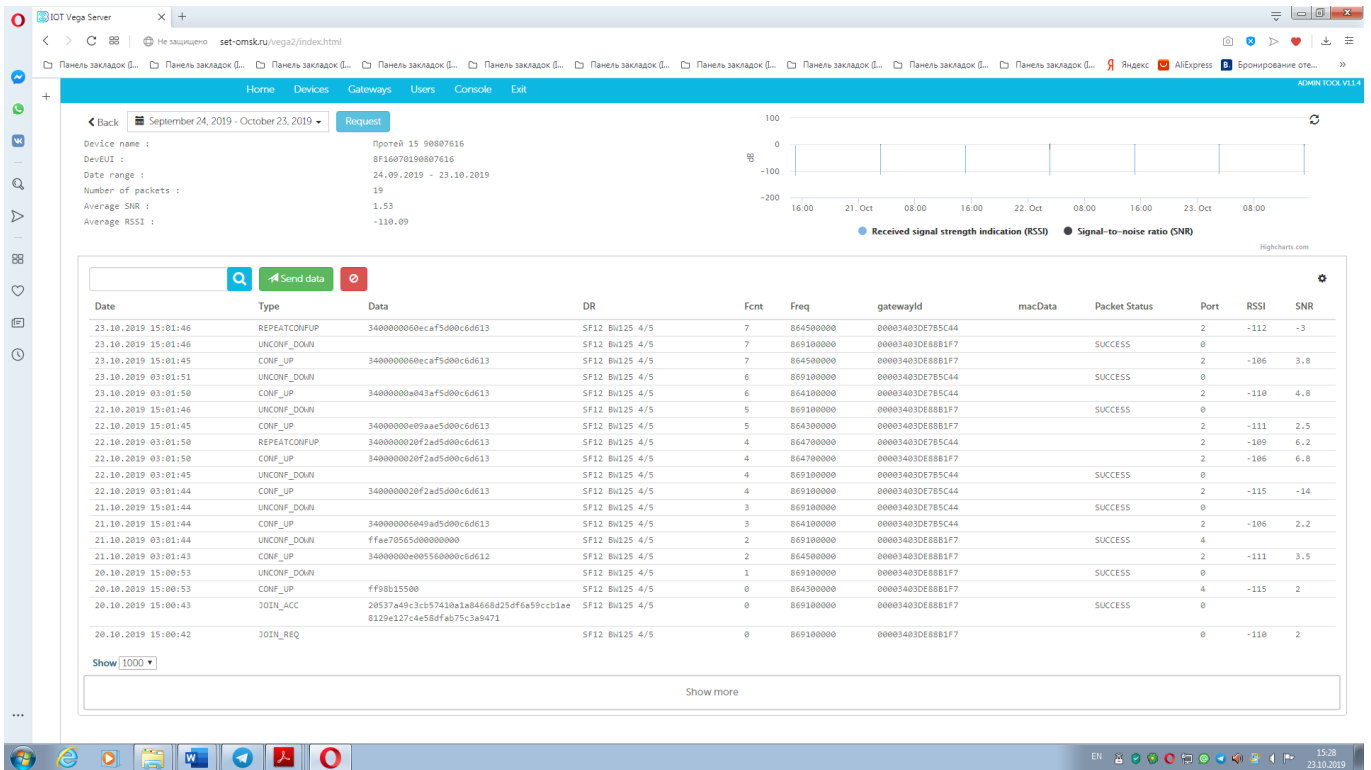 IOT Vega Server
Не защищено set-omsk.ru/vega2/index.html
Панель закладок (I... Панель закладок (I... Панель закладок (I... Панель закладок (I... Панель закладок (I... Панель закладок (I... Панель закладок (I... Панель закладок (I... Панель закладок (I... Панель закладок (I... Яндекс AliExpress Бронирование оте... »
Home Devices Gateways Users Console Exit ADMIN TOOL V1.1.4
Back September 24, 2019 - October 23, 2019 Request
Device name : Протей 15 90807616
DevEUI : 8F16070190807616
Date range : 24.09.2019 - 23.10.2019
Number of packets : 19
Average SNR : 1.53
Average RSSI : -110.09
100
0
dB
-100
-200
16:00 21. Oct 08:00 16:00 22. Oct 08:00 16:00 23. Oct 08:00
Received signal strength indication (RSSI) Signal-to-noise ratio (SNR)
Highcharts.com
Send data
Date Type Data DR Fcnt Freq gatewayId macData Packet Status Port RSSI SNR
23.10.2019 15:01:46 REPEATCONFUP 3400000060ecaf5d00c6d613 SF12 BW125 4/5 7 864500000 00003403DE7B5C44 2 -112 -3
23.10.2019 15:01:46 UNCONF_DOWN SF12 BW125 4/5 7 869100000 00003403DE88B1F7 SUCCESS 0
23.10.2019 15:01:45 CONF_UP 3400000060ecaf5d00c6d613 SF12 BW125 4/5 7 864500000 00003403DE88B1F7 2 -106 3.8
23.10.2019 03:01:51 UNCONF_DOWN SF12 BW125 4/5 6 869100000 00003403DE7B5C44 SUCCESS 0
23.10.2019 03:01:50 CONF_UP 34000000a043af5d00c6d613 SF12 BW125 4/5 6 864100000 00003403DE7B5C44 2 -110 4.8
22.10.2019 15:01:46 UNCONF_DOWN SF12 BW125 4/5 5 869100000 00003403DE88B1F7 SUCCESS 0
22.10.2019 15:01:45 CONF_UP 34000000e09aae5d00c6d613 SF12 BW125 4/5 5 864300000 00003403DE88B1F7 2 -111 2.5
22.10.2019 03:01:50 REPEATCONFUP 3400000020f2ad5d00c6d613 SF12 BW125 4/5 4 864700000 00003403DE7B5C44 2 -109 6.2
22.10.2019 03:01:50 CONF_UP 3400000020f2ad5d00c6d613 SF12 BW125 4/5 4 864700000 00003403DE88B1F7 2 -106 6.8
22.10.2019 03:01:45 UNCONF_DOWN SF12 BW125 4/5 4 869100000 00003403DE7B5C44 SUCCESS 0
22.10.2019 03:01:44 CONF_UP 3400000020f2ad5d00c6d613 SF12 BW125 4/5 4 869100000 00003403DE7B5C44 2 -115 -14
21.10.2019 15:01:44 UNCONF_DOWN SF12 BW125 4/5 3 869100000 00003403DE7B5C44 SUCCESS 0
21.10.2019 15:01:44 CONF_UP 340000006049ad5d00c6d613 SF12 BW125 4/5 3 864100000 00003403DE7B5C44 2 -106 2.2
21.10.2019 03:01:44 UNCONF_DOWN ffae70565d00000000 SF12 BW125 4/5 2 869100000 00003403DE88B1F7 SUCCESS 4
21.10.2019 03:01:43 CONF_UP 34000000e005560000c6d612 SF12 BW125 4/5 2 864500000 00003403DE88B1F7 2 -111 3.5
20.10.2019 15:00:53 UNCONF_DOWN SF12 BW125 4/5 1 869100000 00003403DE88B1F7 SUCCESS 0
20.10.2019 15:00:53 CONF_UP ff98b15500 SF12 BW125 4/5 0 864300000 00003403DE88B1F7 4 -115 2
20.10.2019 15:00:43 JOIN_ACC 20537a49c3cb57410a1a84668d25df6a59ccb1ae SF12 BW125 4/5 0 869100000 00003403DE88B1F7 SUCCESS 0
8129e127c4e58dfab75c3a9471
20.10.2019 15:00:42 JOIN_REQ SF12 BW125 4/5 0 869100000 00003403DE88B1F7 0 -110 2
Show 1000
Show more
EN 15:28
23.10.2019